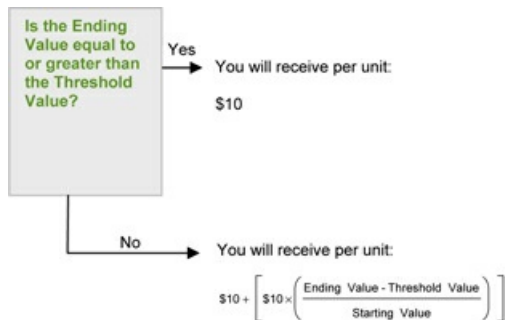 Is the Ending
Value equal to
or greater than
the Threshold
Value?
Yes
You will receive per unit:
$10
No
You will receive per unit:
$10 + [ $10 × ( Ending Value - Threshold Value / Starting Value ) ]